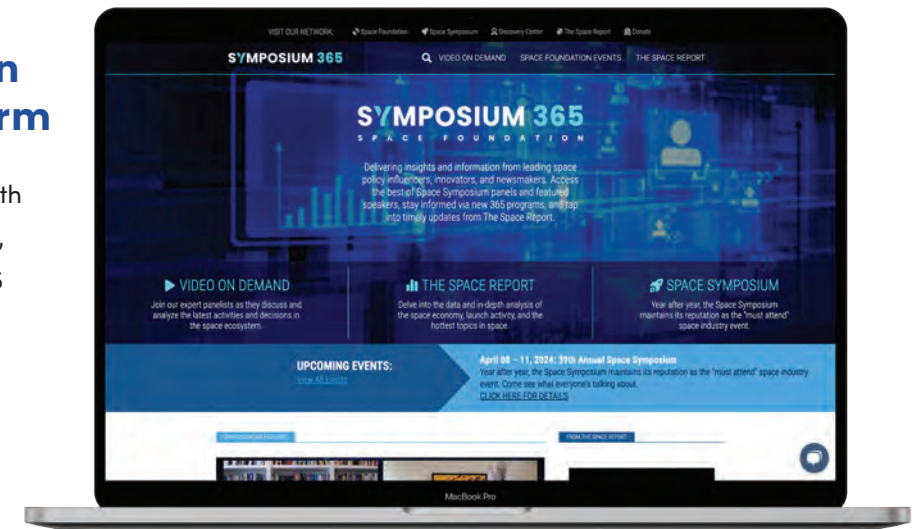 n
rm
th
,
VISIT OUR NETWORK: Space Foundation Space Symposium Discovery Center The Space Report Donate
SYMPOSIUM 365
VIDEO ON DEMAND SPACE FOUNDATION EVENTS THE SPACE REPORT
SYMPOSIUM 365
SPACE FOUNDATION
Delivering insights and information from leading space
policy influencers, innovators, and newsmakers. Access
the best of Space Symposium panels and featured
speakers, stay informed via new 365 programs, and tap
into timely updates from The Space Report.
VIDEO ON DEMAND
Join our expert panelists as they discuss and
analyze the latest activities and decisions in
the space ecosystem.
THE SPACE REPORT
Delve into the data and in-depth analysis of
the space economy, launch activity, and the
hottest topics in space.
SPACE SYMPOSIUM
Year after year, the Space Symposium
maintains its reputation as the "must attend"
space industry event.
UPCOMING EVENTS:
View All Events
April 08 – 11, 2024: 39th Annual Space Symposium
Year after year, the Space Symposium maintains its reputation as the "must attend" space industry
event. Come see what everyone's talking about.
CLICK HERE FOR DETAILS
FROM THE SPACE REPORT
MacBook Pro